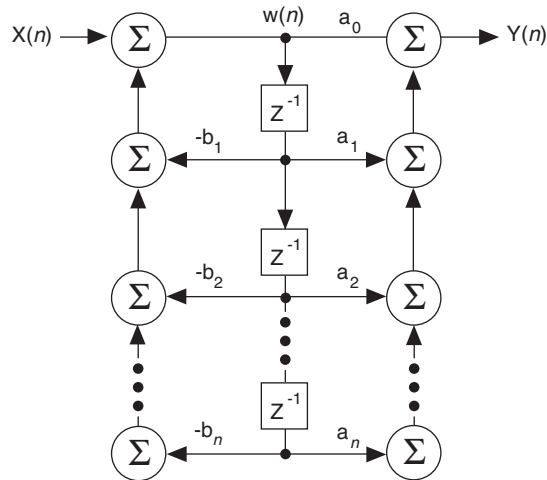 X(n) Σ w(n) a₀ Σ Y(n)
Z⁻¹
Σ -b₁ a₁ Σ
Z⁻¹
Σ -b₂ a₂ Σ
Z⁻¹
Σ -bₙ aₙ Σ